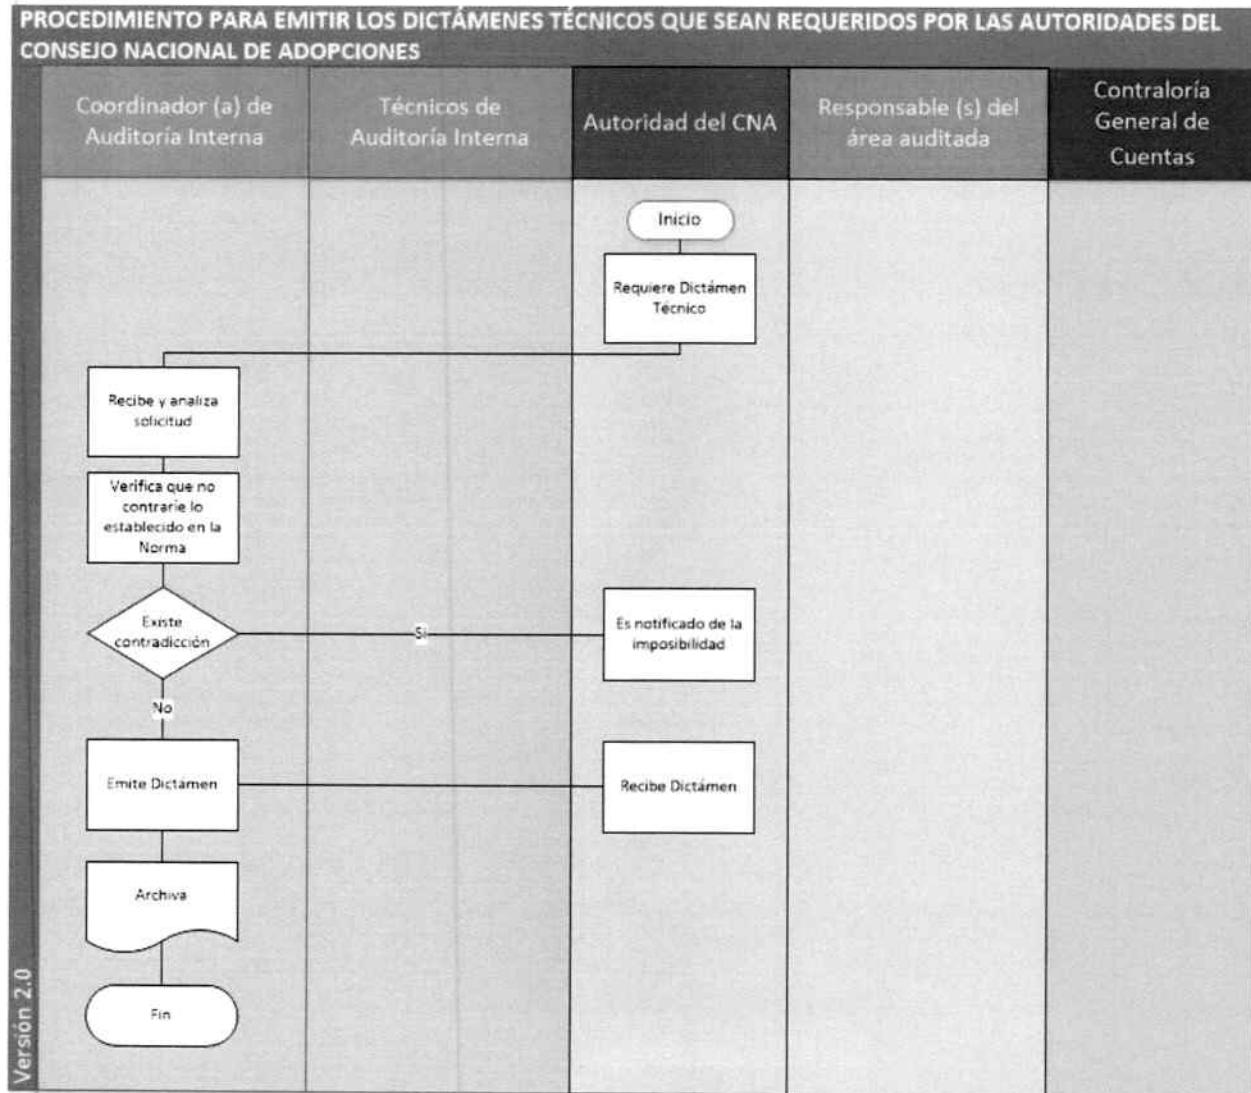 PROCEDIMIENTO PARA EMITIR LOS DICTÁMENES TÉCNICOS QUE SEAN REQUERIDOS POR LAS AUTORIDADES DEL
CONSEJO NACIONAL DE ADOPCIONES
Coordinador (a) de
Auditoría Interna
Técnicos de
Auditoría Interna
Autoridad del CNA
Responsable (s) del
área auditada
Contraloría
General de
Cuentas
Inicio
Requiere Dictámen
Técnico
Recibe y analiza
solicitud
Verifica que no
contrarie lo
establecido en la
Norma
Existe
contradicción
Si
Es notificado de la
imposibilidad
No
Emite Dictámen
Recibe Dictámen
Archiva
Fin
Versión 2.0